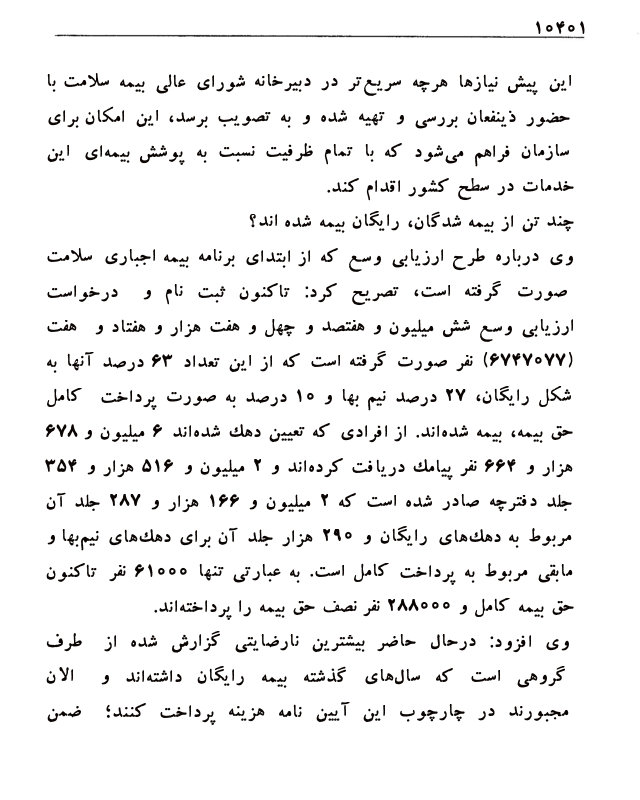 ۱۰۴۰۱
این پیش نیازها هرچه سریع‌تر در دبیرخانه شورای عالی بیمه سلامت با
حضور ذینفعان بررسی و تهیه شده و به تصویب برسد، این امکان برای
سازمان فراهم می‌شود که با تمام ظرفیت نسبت به پوشش بیمه‌ای این
خدمات در سطح کشور اقدام کند.
چند تن از بیمه شدگان، رایگان بیمه شده اند؟
وی درباره طرح ارزیابی وسع که از ابتدای برنامه بیمه اجباری سلامت
صورت گرفته است، تصریح کرد: تاکنون ثبت نام و درخواست
ارزیابی وسع شش میلیون و هفتصد و چهل و هفت هزار و هفتاد و هفت
(۶۷۴۷۰۷۷) نفر صورت گرفته است که از این تعداد ۶۳ درصد آنها به
شکل رایگان، ۲۷ درصد نیم بها و ۱۰ درصد به صورت پرداخت کامل
حق بیمه، بیمه شده‌اند. از افرادی که تعیین دهك شده‌اند ۶ میلیون و ۶۷۸
هزار و ۶۶۴ نفر پیامك دریافت کرده‌اند و ۲ میلیون و ۵۱۶ هزار و ۳۵۴
جلد دفترچه صادر شده است که ۲ میلیون و ۱۶۶ هزار و ۲۸۷ جلد آن
مربوط به دهك‌های رایگان و ۲۹۰ هزار جلد آن برای دهك‌های نیم‌بها و
مابقی مربوط به پرداخت کامل است. به عبارتی تنها ۶۱۰۰۰ نفر تاکنون
حق بیمه کامل و ۲۸۸۰۰۰ نفر نصف حق بیمه را پرداخته‌اند.
وی افزود: درحال حاضر بیشترین نارضایتی گزارش شده از طرف
گروهی است که سال‌های گذشته بیمه رایگان داشته‌اند و الان
مجبورند در چارچوب این آیین نامه هزینه پرداخت کنند؛ ضمن